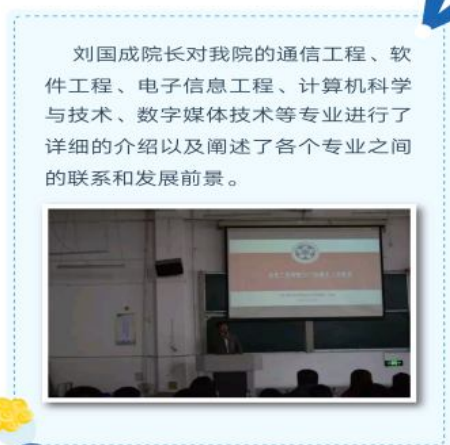 刘国成院长对我院的通信工程、软
件工程、电子信息工程、计算机科学
与技术、数字媒体技术等专业进行了
详细的介绍以及阐述了各个专业之间
的联系和发展前景。